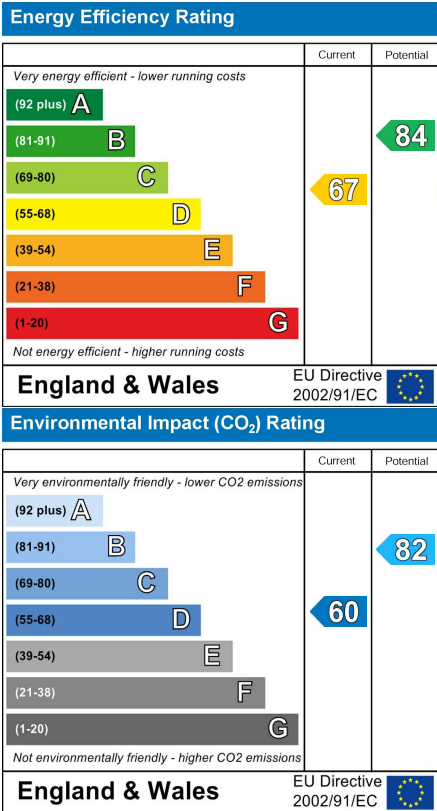 Energy Efficiency Rating
Current Potential
Very energy efficient - lower running costs
(92 plus) A
(81-91) B
84
(69-80) C
67
(55-68) D
(39-54) E
(21-38) F
(1-20) G
Not energy efficient - higher running costs
England & Wales
EU Directive
2002/91/EC
Environmental Impact (CO₂) Rating
Current Potential
Very environmentally friendly - lower CO2 emissions
(92 plus) A
(81-91) B
82
(69-80) C
(55-68) D
60
(39-54) E
(21-38) F
(1-20) G
Not environmentally friendly - higher CO2 emissions
England & Wales
EU Directive
2002/91/EC